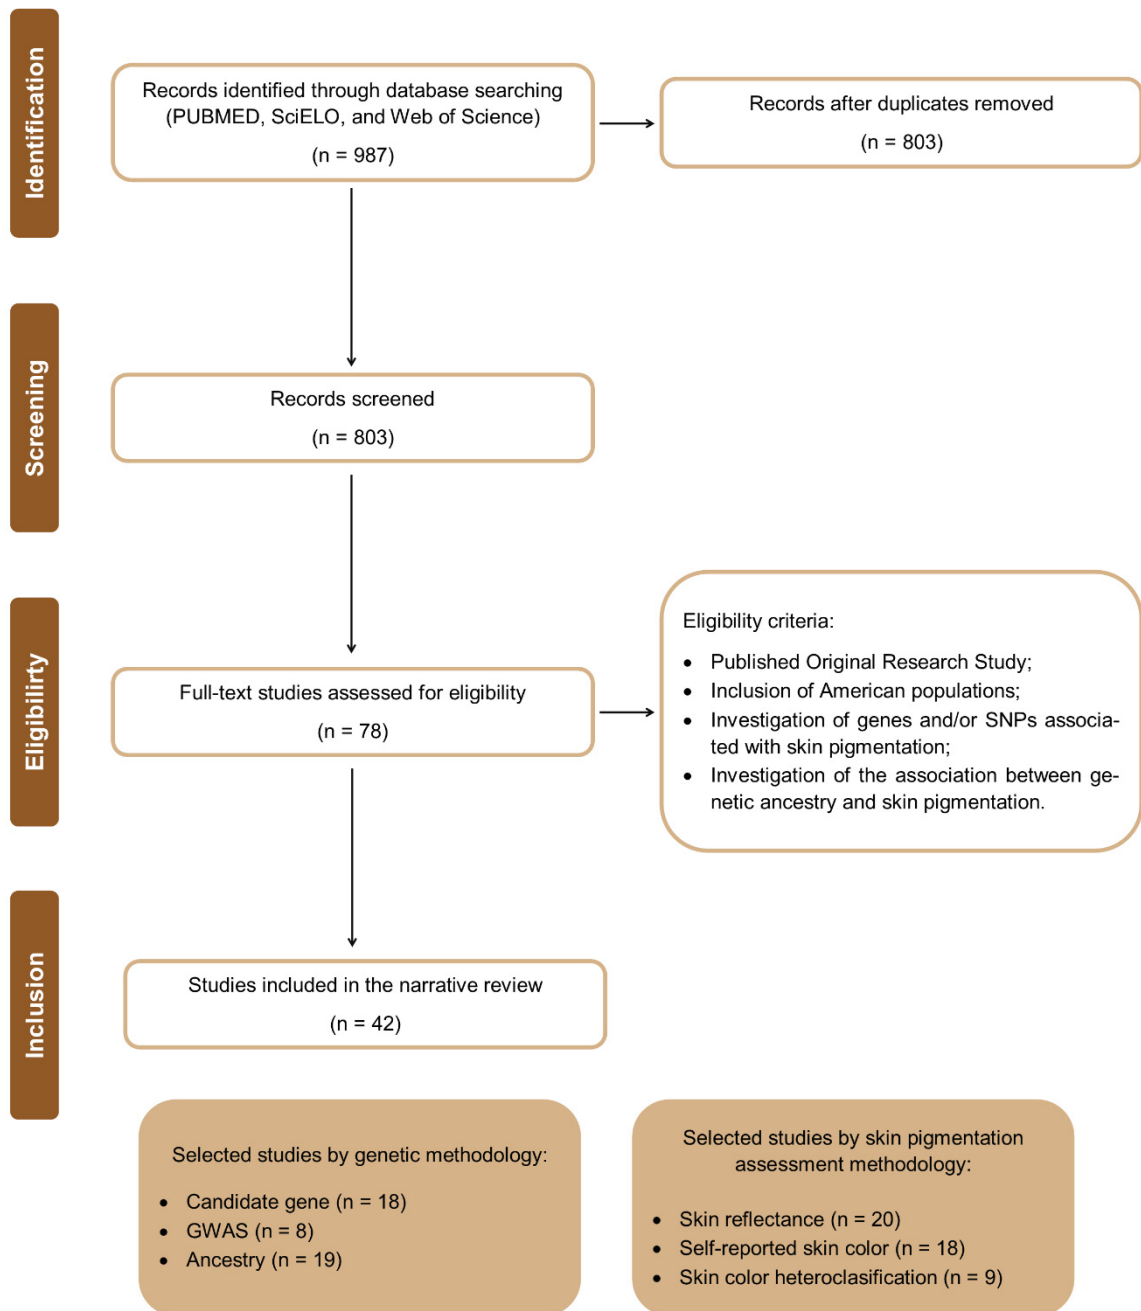 Identification
Records identified through database searching
(PUBMED, SciELO, and Web of Science)
(n = 987)
Records after duplicates removed
(n = 803)
Screening
Records screened
(n = 803)
Eligibilirty
Full-text studies assessed for eligibility
(n = 78)
Eligibility criteria:
• Published Original Research Study;
• Inclusion of American populations;
• Investigation of genes and/or SNPs associa-
ted with skin pigmentation;
• Investigation of the association between ge-
netic ancestry and skin pigmentation.
Inclusion
Studies included in the narrative review
(n = 42)
Selected studies by genetic methodology:
• Candidate gene (n = 18)
• GWAS (n = 8)
• Ancestry (n = 19)
Selected studies by skin pigmentation
assessment methodology:
• Skin reflectance (n = 20)
• Self-reported skin color (n = 18)
• Skin color heteroclasification (n = 9)